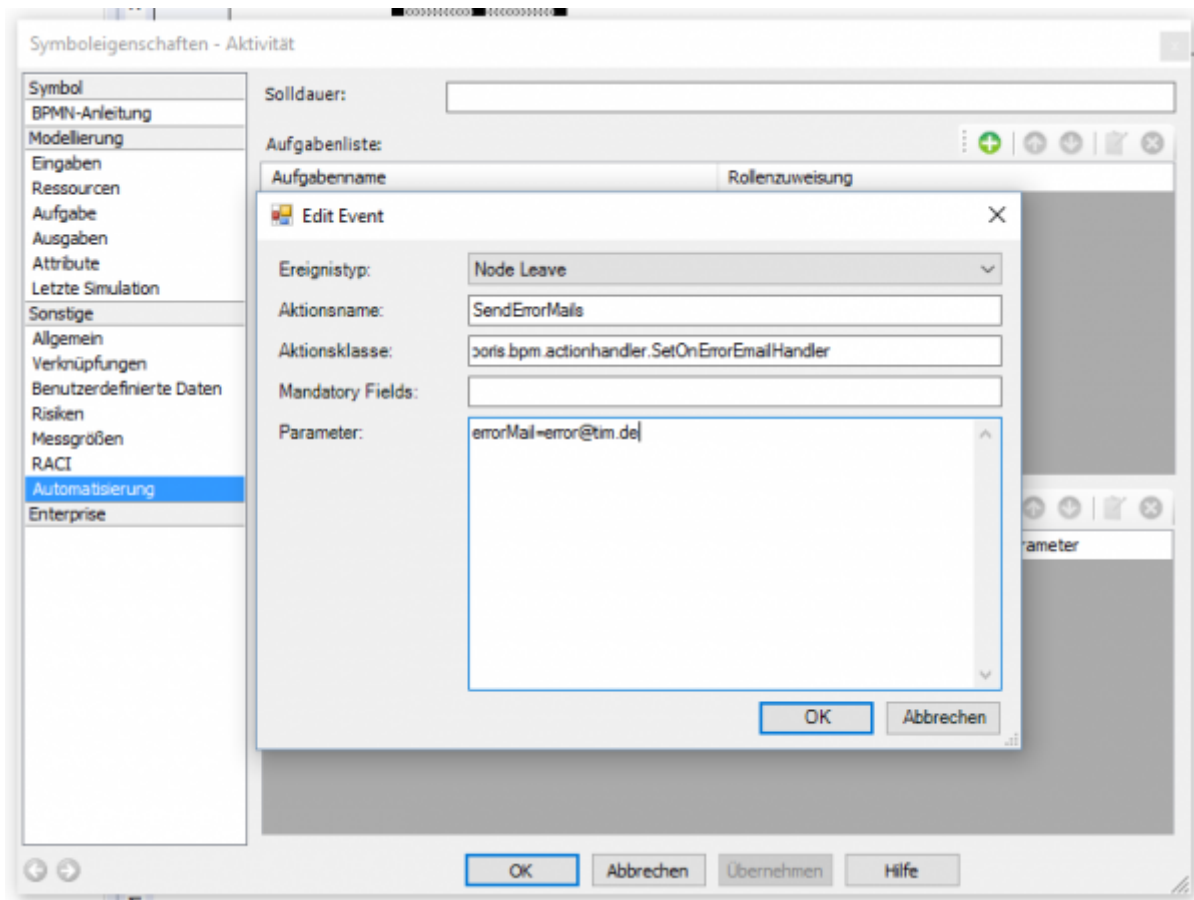 Symboleigenschaften - Aktivität
Symbol
BPMN-Anleitung
Modellierung
Eingaben
Ressourcen
Aufgabe
Ausgaben
Attribute
Letzte Simulation
Sonstige
Allgemein
Verknüpfungen
Benutzerdefinierte Daten
Risiken
Messgrößen
RACI
Automatisierung
Enterprise
Solldauer:
Aufgabenliste:
Aufgabenname Rollenzuweisung
Edit Event
Ereignistyp: Node Leave
Aktionsname: SendErrorMails
Aktionsklasse: oris.bpm.actionhandler.SetOnErrorEmailHandler
Mandatory Fields:
Parameter: errorMail=error@tim.de
OK Abbrechen
rameter
OK Abbrechen Übernehmen Hilfe